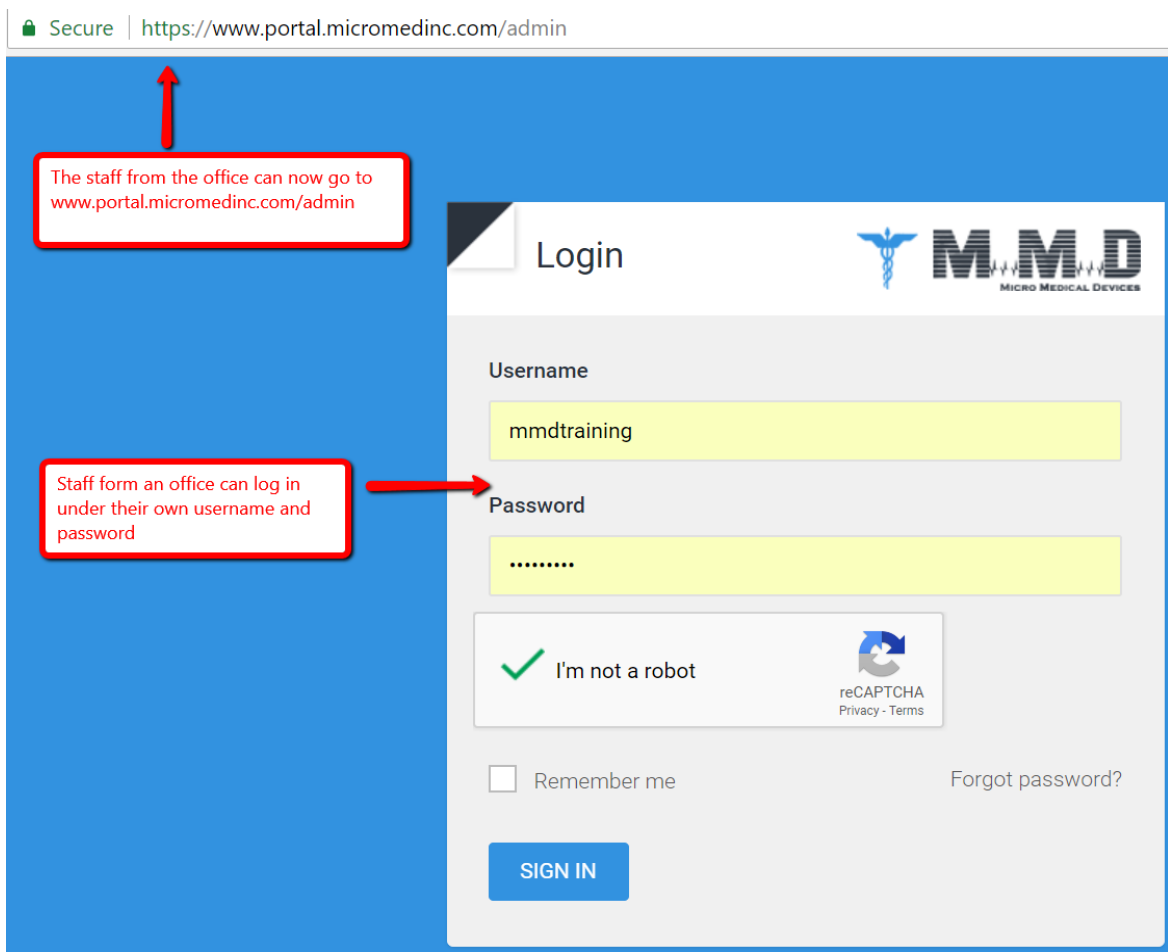 Secure https://www.portal.micromedinc.com/admin
The staff from the office can now go to
www.portal.micromedinc.com/admin
Login
M M D
MICRO MEDICAL DEVICES
Username
mmdtraining
Staff form an office can log in
under their own username and
password
Password
•••••••••
I'm not a robot
reCAPTCHA
Privacy - Terms
Remember me
Forgot password?
SIGN IN